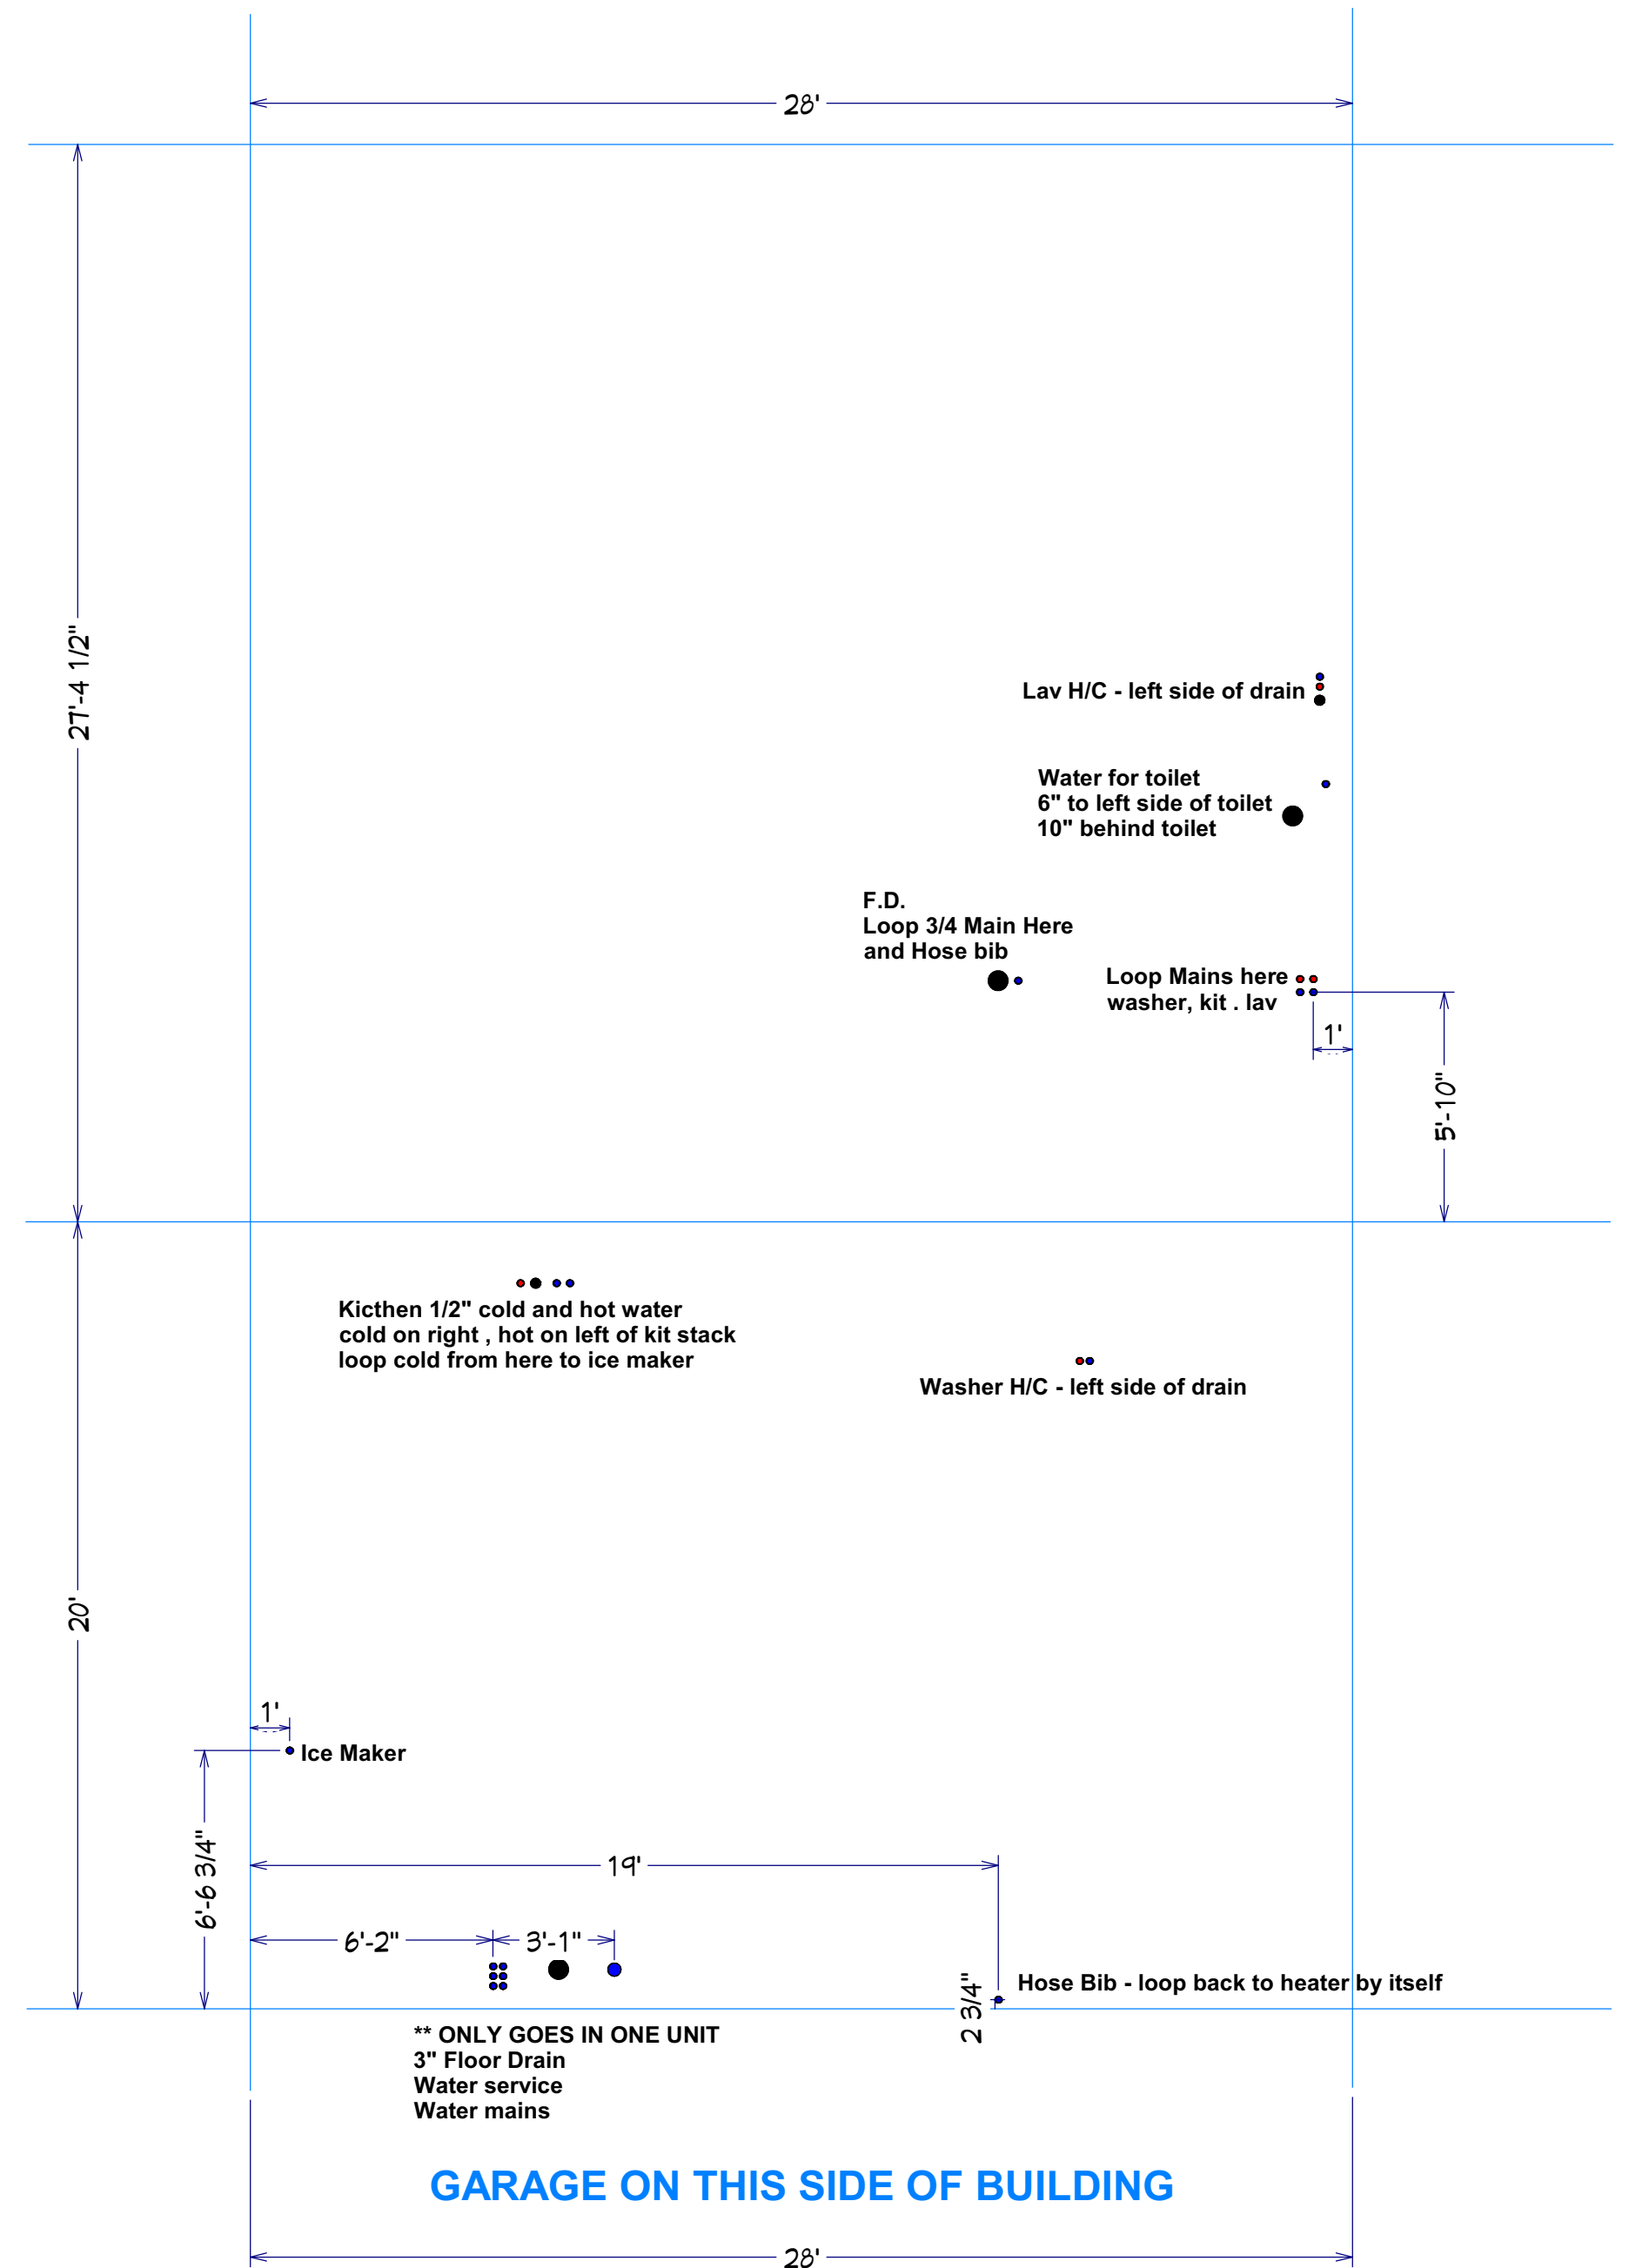 28'
27'-4 1/2"
Lav H/C - left side of drain
Water for toilet
6" to left side of toilet
10" behind toilet
F.D.
Loop 3/4 Main Here
and Hose bib
Loop Mains here
washer, kit . lav
1'
5'-10"
Kicthen 1/2" cold and hot water
cold on right , hot on left of kit stack
loop cold from here to ice maker
Washer H/C - left side of drain
20'
1'
Ice Maker
6'-6 3/4"
19'
6'-2"
3'-1"
2 3/4"
Hose Bib - loop back to heater by itself
** ONLY GOES IN ONE UNIT
3" Floor Drain
Water service
Water mains
GARAGE ON THIS SIDE OF BUILDING
28'